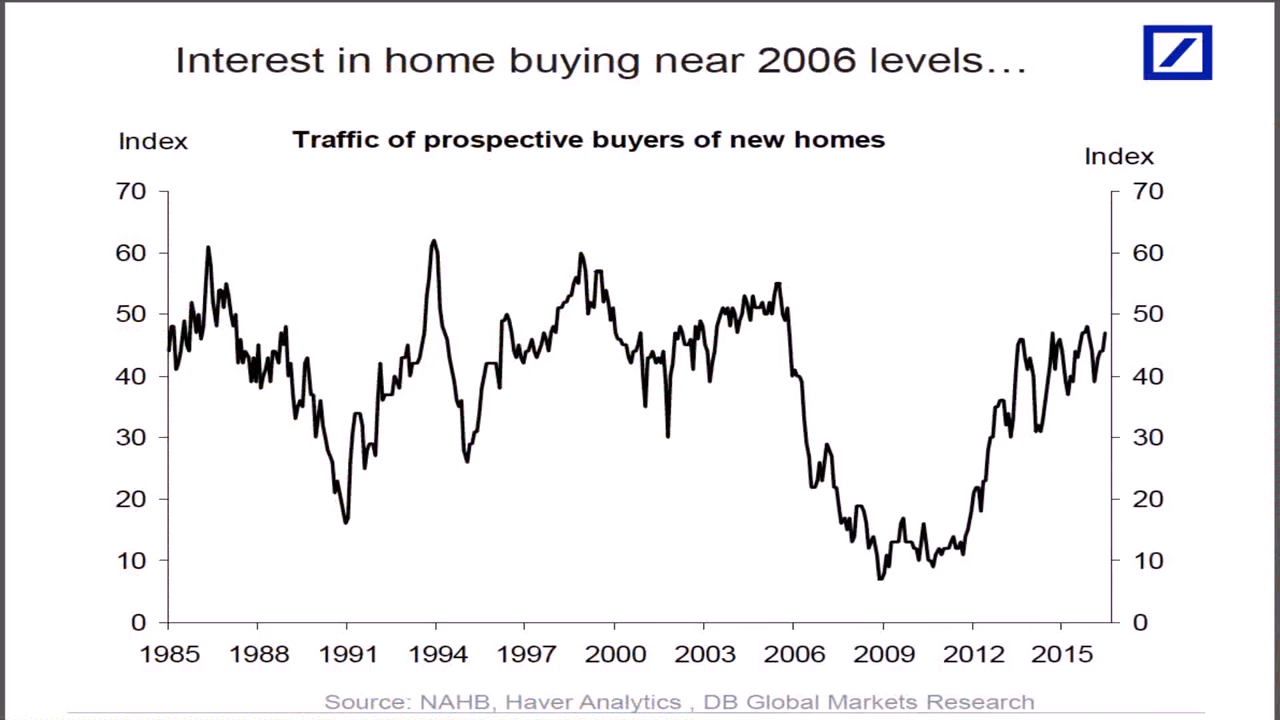 Interest in home buying near 2006 levels…
Index
Traffic of prospective buyers of new homes
Index
70
70
60
60
50
50
40
40
30
30
20
20
10
10
0
0
1985 1988 1991 1994 1997 2000 2003 2006 2009 2012 2015
Source: NAHB, Haver Analytics , DB Global Markets Research